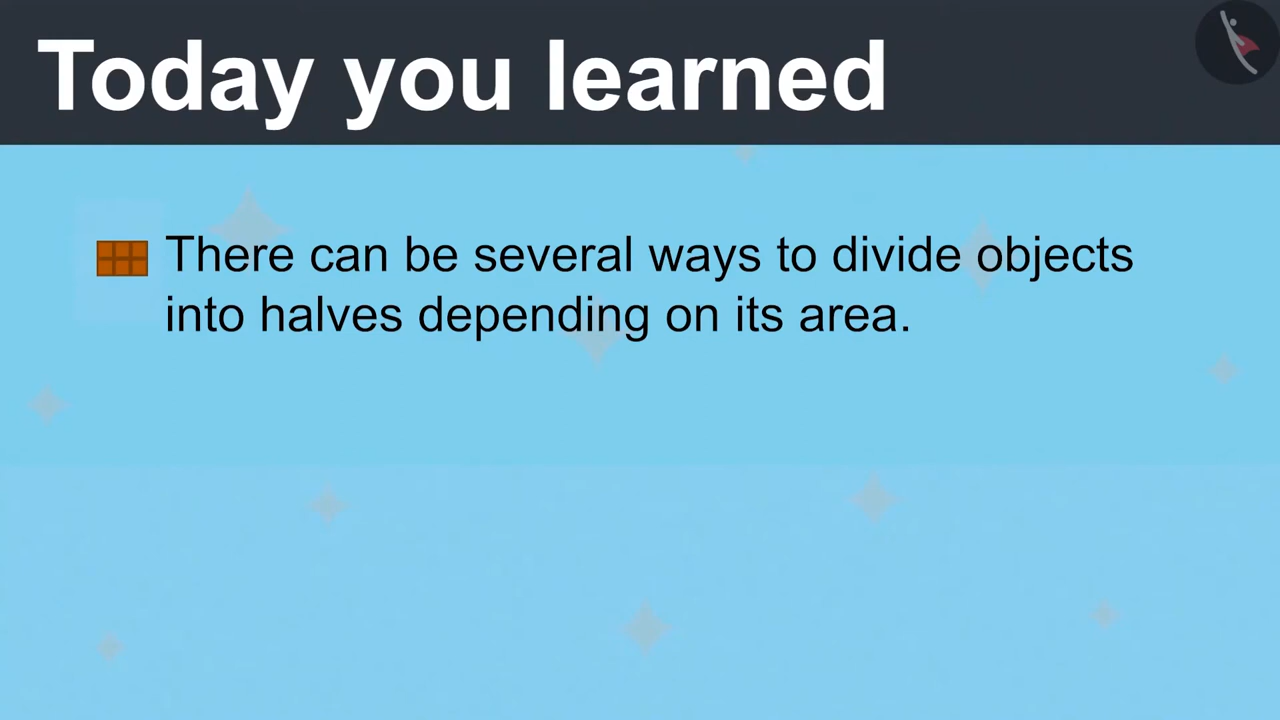 Today you learned
There can be several ways to divide objects
into halves depending on its area.